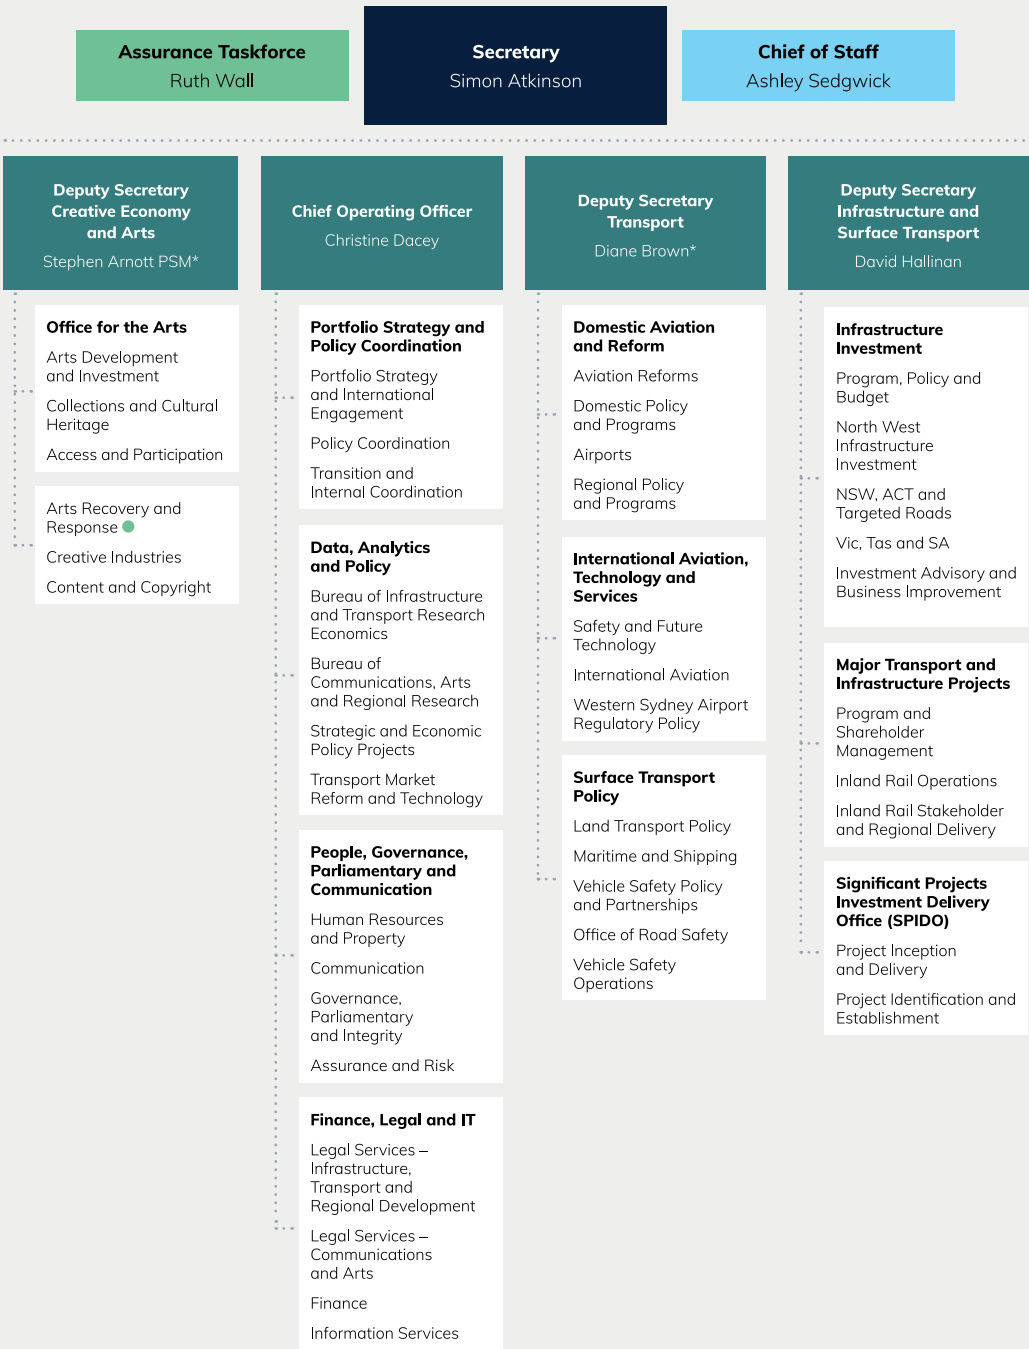 Assurance Taskforce
Ruth Wall
Secretary
Simon Atkinson
Chief of Staff
Ashley Sedgwick
Deputy Secretary
Creative Economy
and Arts
Stephen Arnott PSM*
Office for the Arts
Arts Development
and Investment
Collections and Cultural
Heritage
Access and Participation
Arts Recovery and
Response
Creative Industries
Content and Copyright
Chief Operating Officer
Christine Dacey
Portfolio Strategy and
Policy Coordination
Portfolio Strategy
and International
Engagement
Policy Coordination
Transition and
Internal Coordination
Data, Analytics
and Policy
Bureau of Infrastructure
and Transport Research
Economics
Bureau of
Communications, Arts
and Regional Research
Strategic and Economic
Policy Projects
Transport Market
Reform and Technology
People, Governance,
Parliamentary and
Communication
Human Resources
and Property
Communication
Governance,
Parliamentary
and Integrity
Assurance and Risk
Finance, Legal and IT
Legal Services –
Infrastructure,
Transport and
Regional Development
Legal Services –
Communications
and Arts
Finance
Information Services
Deputy Secretary
Transport
Diane Brown*
Domestic Aviation
and Reform
Aviation Reforms
Domestic Policy
and Programs
Airports
Regional Policy
and Programs
International Aviation,
Technology and
Services
Safety and Future
Technology
International Aviation
Western Sydney Airport
Regulatory Policy
Surface Transport
Policy
Land Transport Policy
Maritime and Shipping
Vehicle Safety Policy
and Partnerships
Office of Road Safety
Vehicle Safety
Operations
Deputy Secretary
Infrastructure and
Surface Transport
David Hallinan
Infrastructure
Investment
Program, Policy and
Budget
North West
Infrastructure
Investment
NSW, ACT and
Targeted Roads
Vic, Tas and SA
Investment Advisory and
Business Improvement
Major Transport and
Infrastructure Projects
Program and
Shareholder
Management
Inland Rail Operations
Inland Rail Stakeholder
and Regional Delivery
Significant Projects
Investment Delivery
Office (SPIDO)
Project Inception
and Delivery
Project Identification and
Establishment